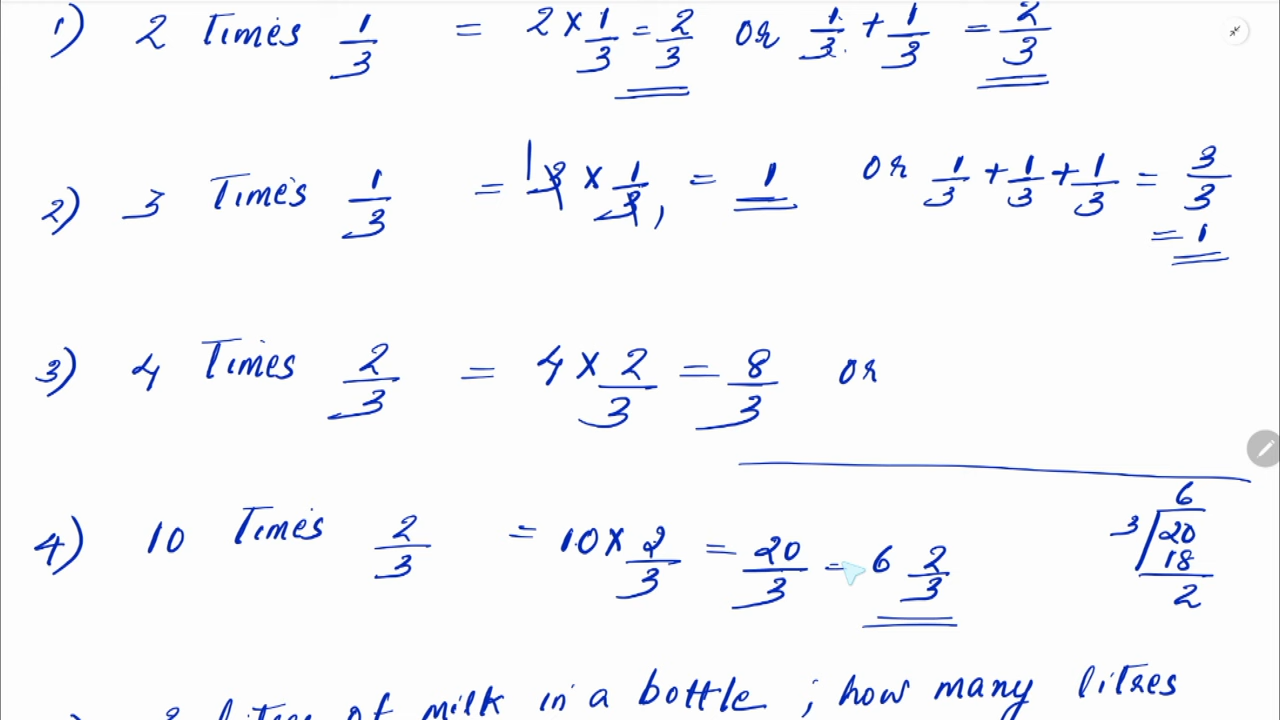 1) 2 Times 1/3 = 2 × 1/3 = 2/3 or 1/3 + 1/3 = 2/3
2) 3 Times 1/3 = 1 3 × 1/3 1 = 1 or 1/3 + 1/3 + 1/3 = 3/3
= 1
3) 4 Times 2/3 = 4 × 2/3 = 8/3 or
4) 10 Times 2/3 = 10 × 2/3 = 20/3 = 6 2/3
6
3 20
18
2
litres of milk in a bottle ; how many litres